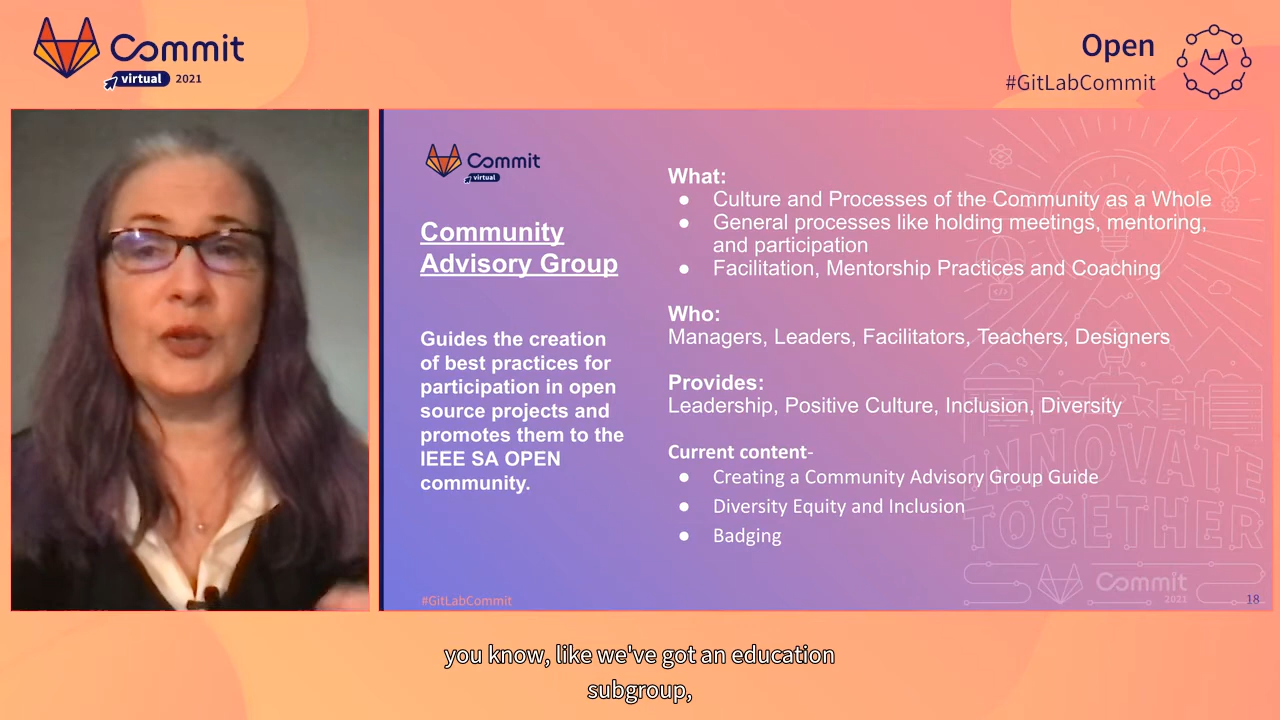 Commit
virtual 2021
Open
#GitLabCommit
Commit
virtual
Community
Advisory Group
Guides the creation
of best practices for
participation in open
source projects and
promotes them to the
IEEE SA OPEN
community.
What:
● Culture and Processes of the Community as a Whole
● General processes like holding meetings, mentoring,
and participation
● Facilitation, Mentorship Practices and Coaching
Who:
Managers, Leaders, Facilitators, Teachers, Designers
Provides:
Leadership, Positive Culture, Inclusion, Diversity
Current content-
● Creating a Community Advisory Group Guide
● Diversity Equity and Inclusion
● Badging
INNOVATE
TOGETHER
Commit
2021
#GitLabCommit
18
you know, like we've got an education
subgroup,